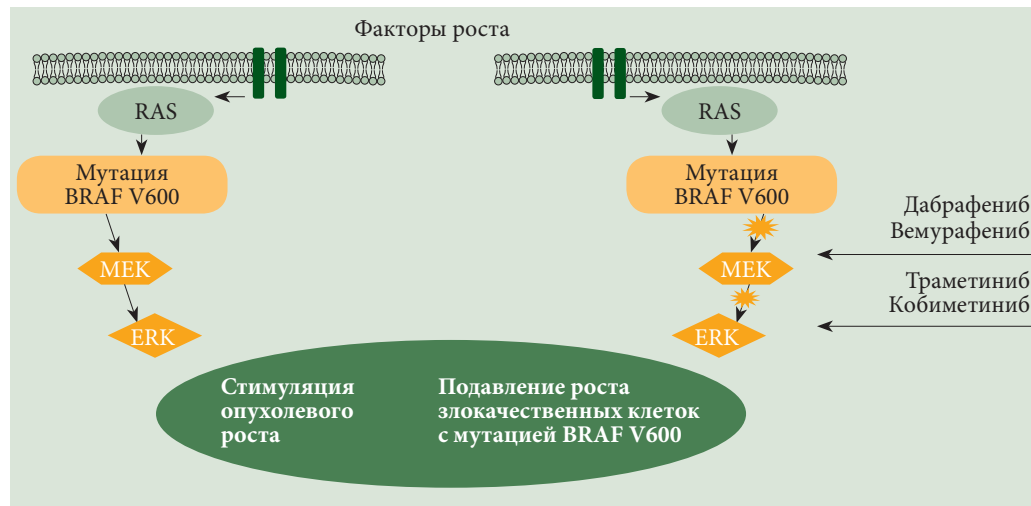 Факторы роста
RAS
RAS
Мутация
BRAF V600
Мутация
BRAF V600
Дабрафениб
Вемурафениб
MEK
MEK
Траметиниб
Кобиметиниб
ERK
ERK
Стимуляция
опухолевого
роста
Подавление роста
злокачественных клеток
с мутацией BRAF V600